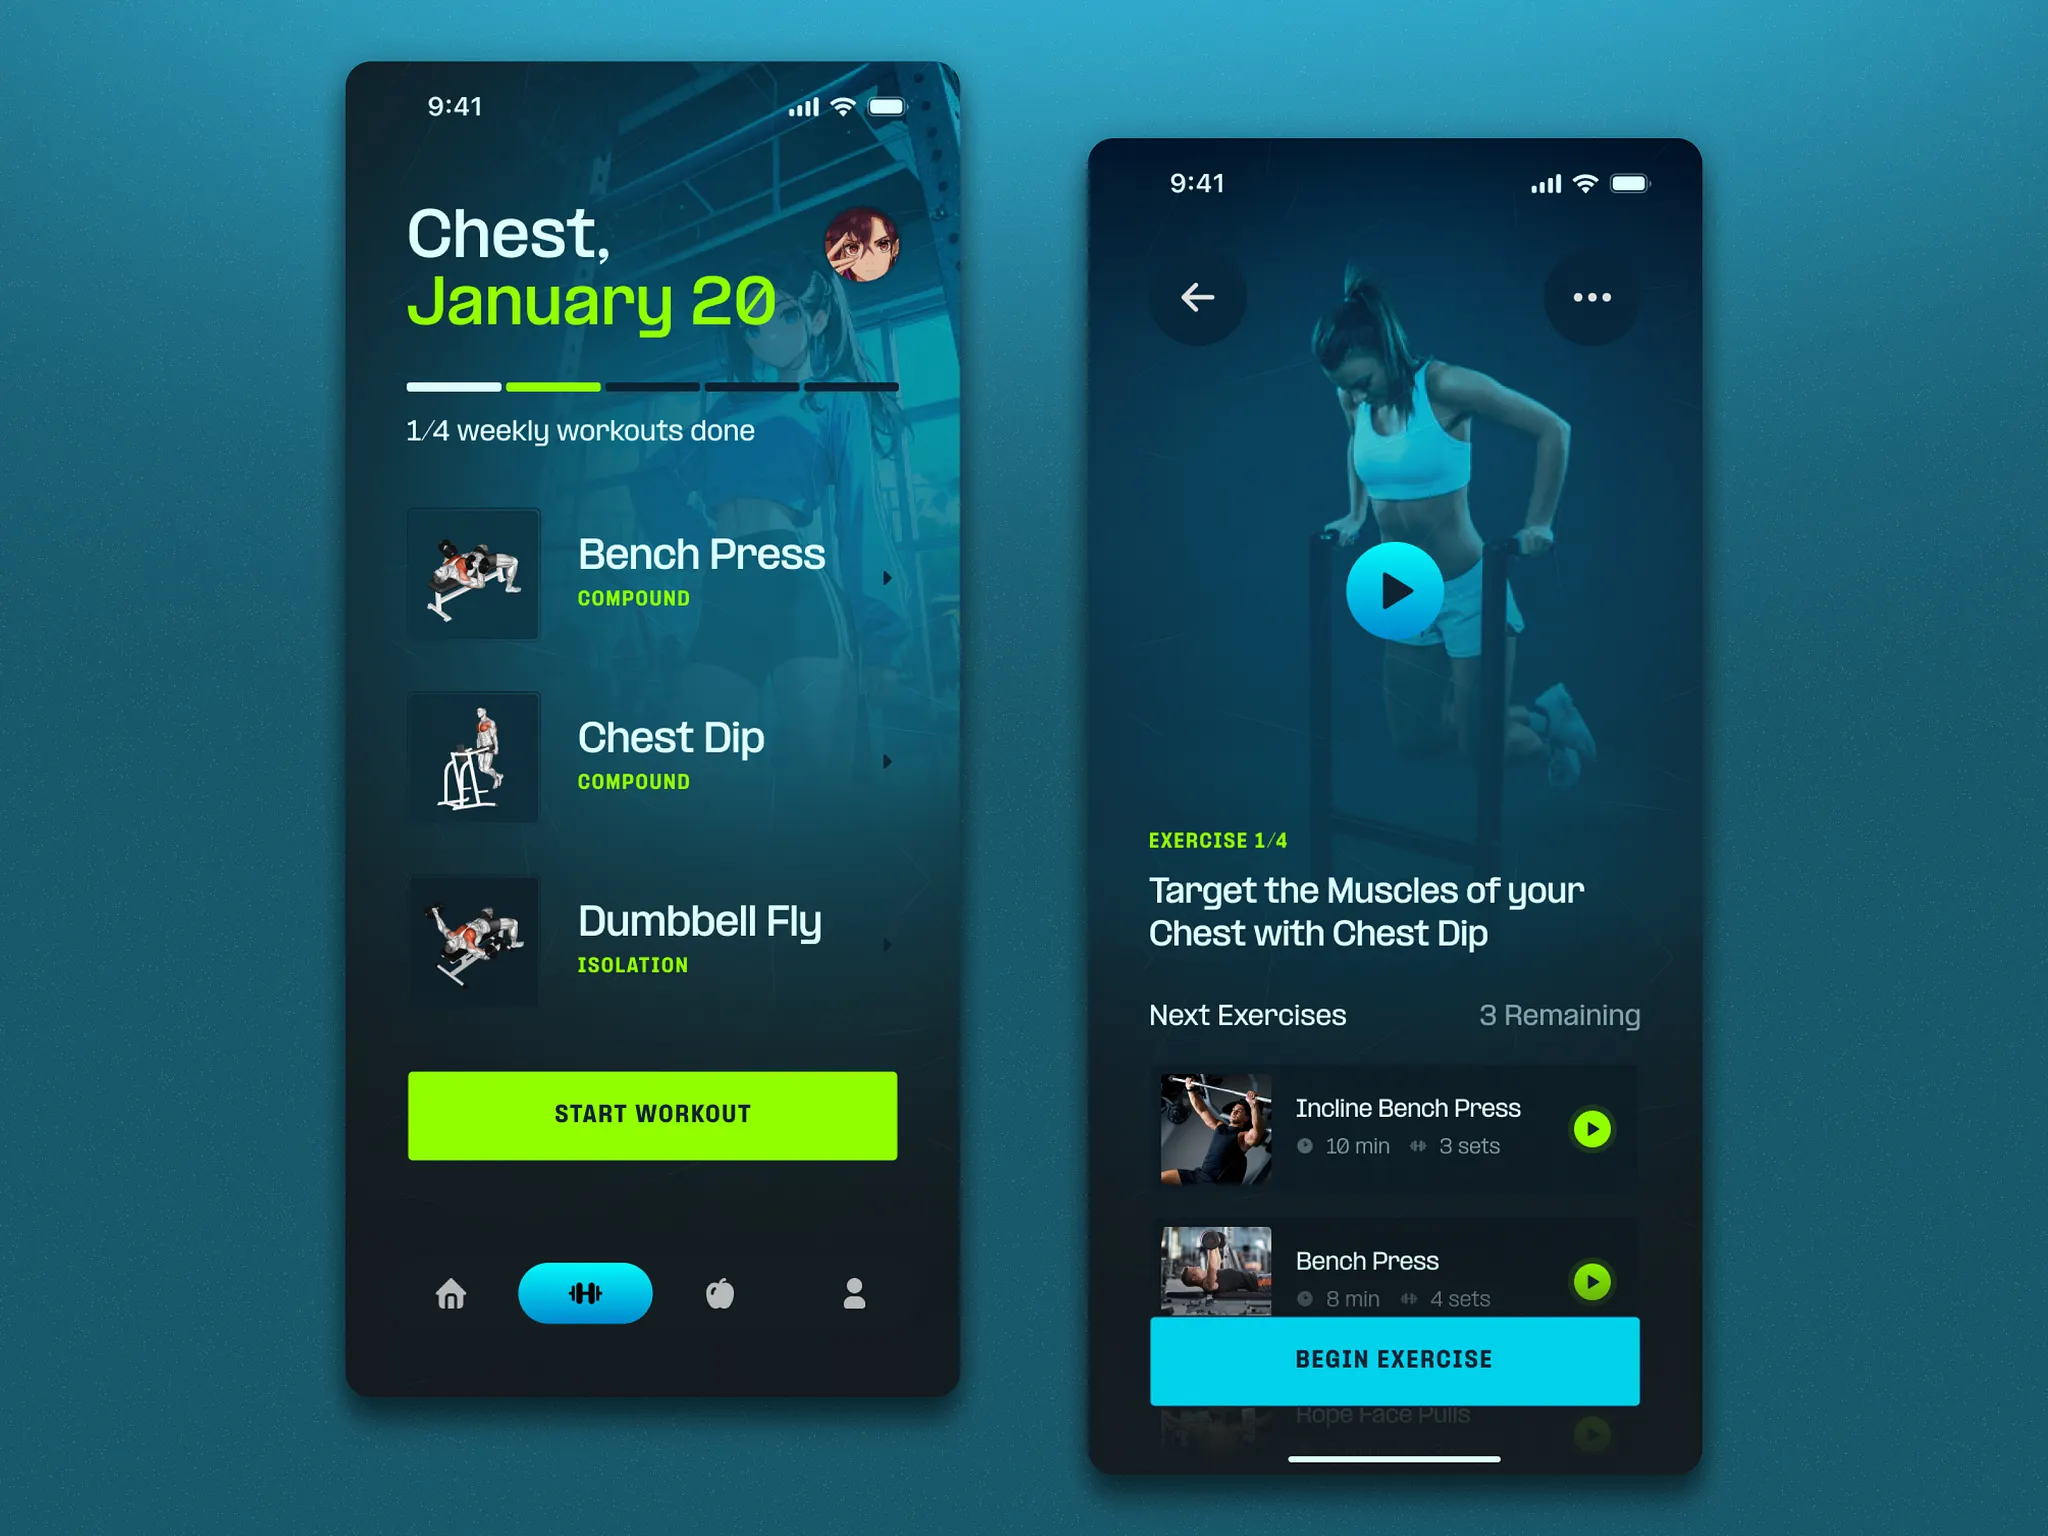 9:41
Chest,
January 20
1/4 weekly workouts done
Bench Press
COMPOUND
Chest Dip
COMPOUND
Dumbbell Fly
ISOLATION
START WORKOUT
9:41
EXERCISE 1/4
Target the Muscles of your
Chest with Chest Dip
Next Exercises
3 Remaining
Incline Bench Press
10 min
3 sets
Bench Press
8 min
4 sets
BEGIN EXERCISE
Rope Face Pulls